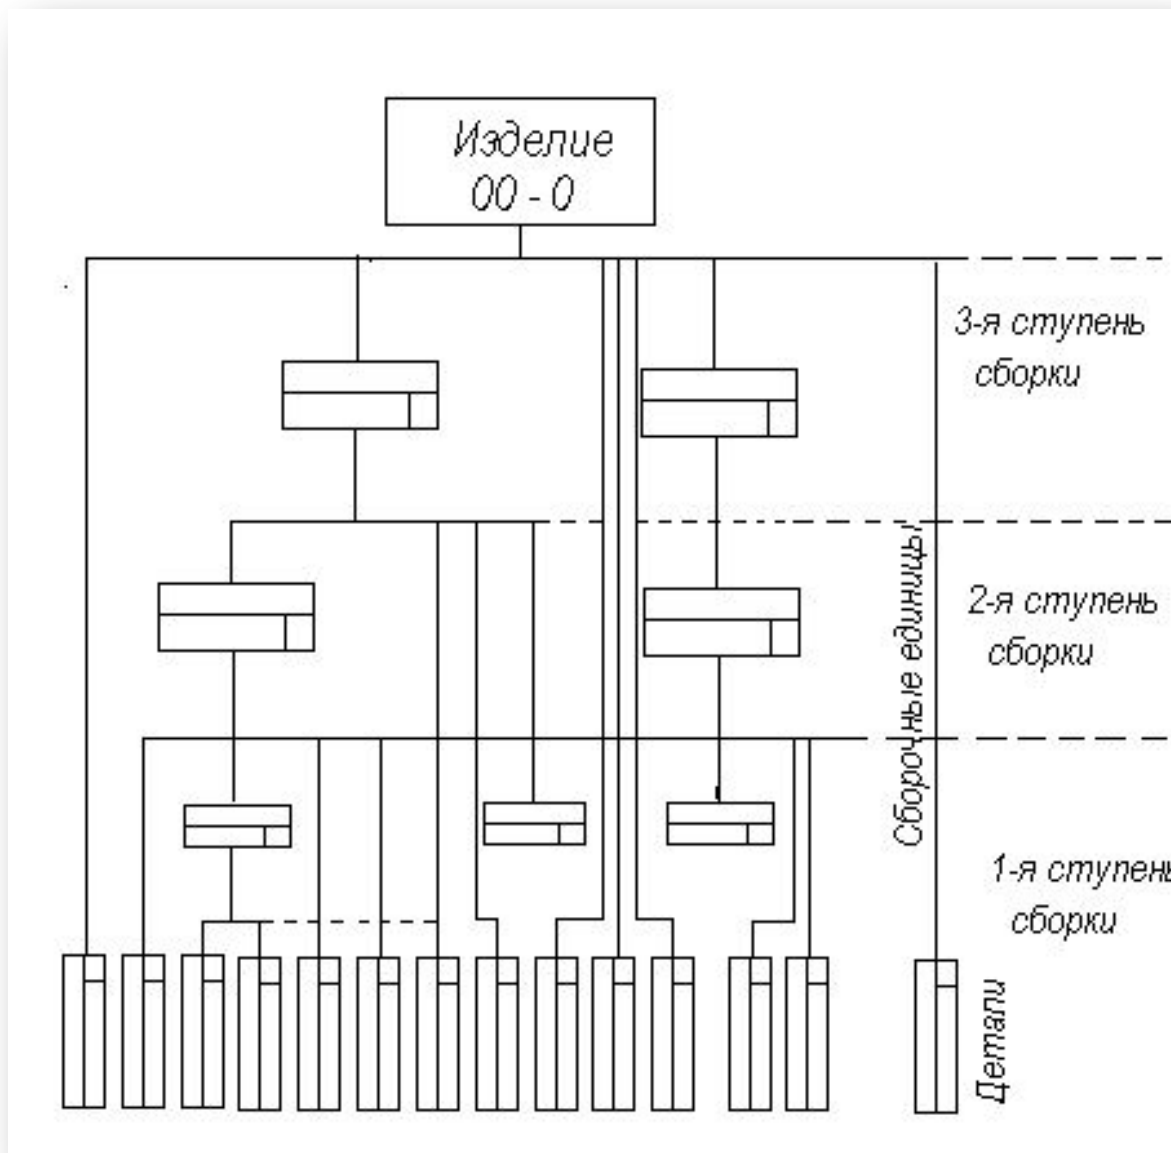 Изделие
00 - 0
3-я ступень
сборки
2-я ступень
сборки
Сборочные единицы
1-я ступень
сборки
Детали